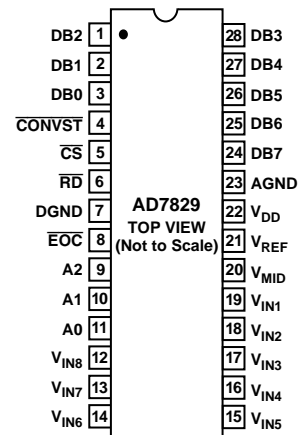 DB2 1 28 DB3
DB1 2 27 DB4
DB0 3 26 DB5
CONVST 4 25 DB6
CS 5 24 DB7
RD 6 23 AGND
DGND 7 AD7829 22 VDD
EOC 8 TOP VIEW 21 VREF
(Not to Scale)
A2 9 20 VMID
A1 10 19 VIN1
A0 11 18 VIN2
VIN8 12 17 VIN3
VIN7 13 16 VIN4
VIN6 14 15 VIN5